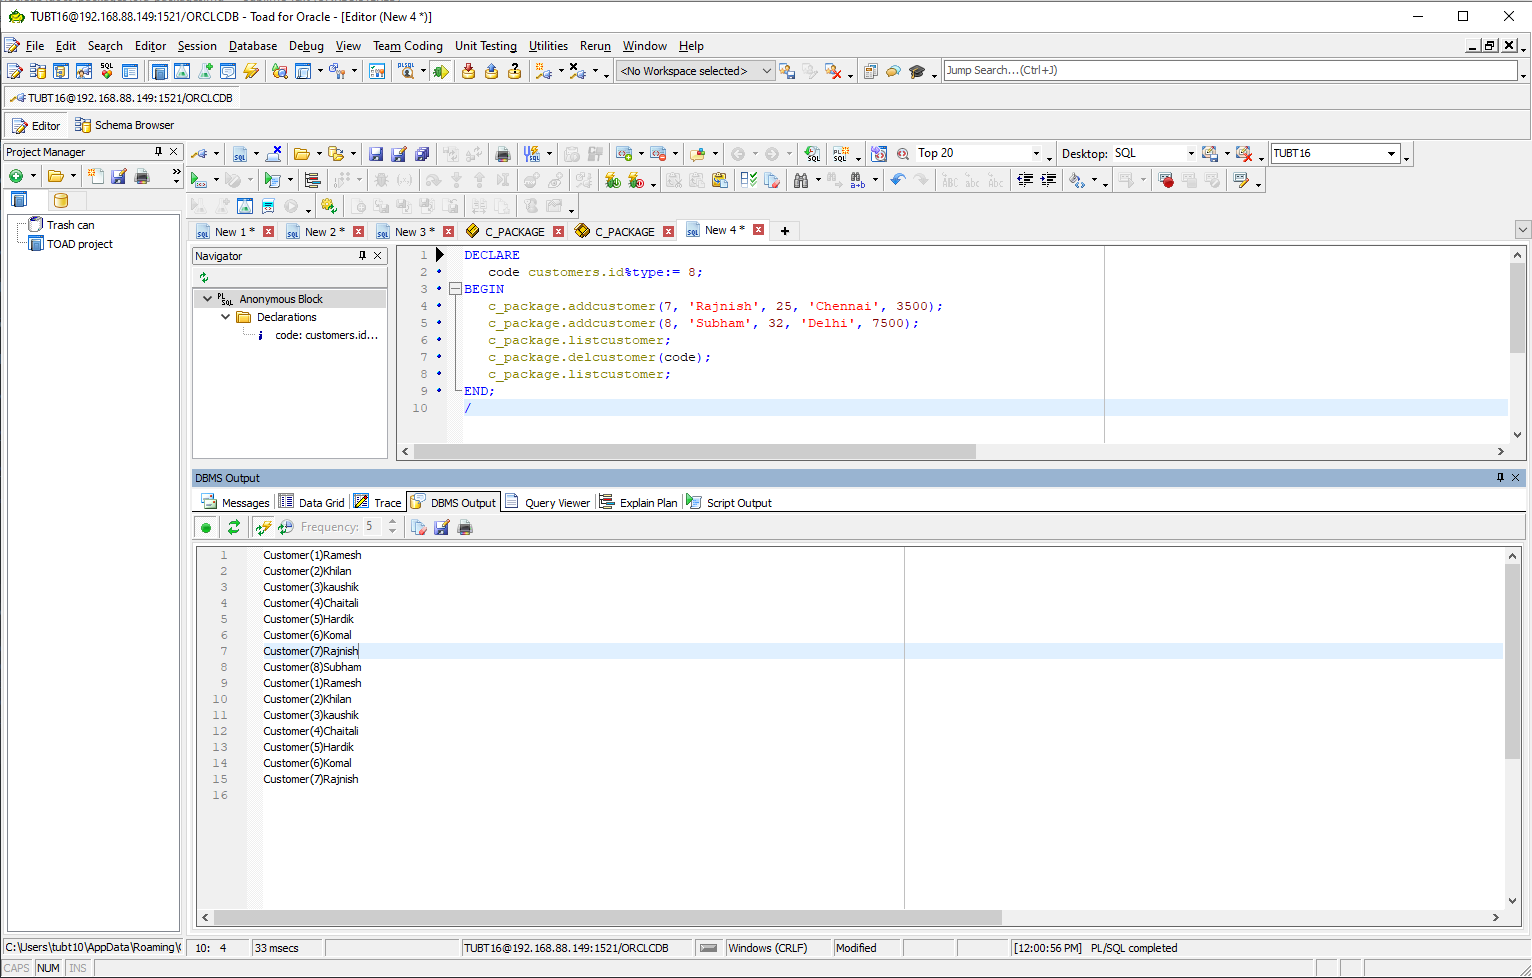 TUBT16@192.168.88.149:1521/ORCLCDB - Toad for Oracle - [Editor (New 4 *)]
File Edit Search Editor Session Database Debug View Team Coding Unit Testing Utilities Rerun Window Help
<No Workspace selected> Jump Search...(Ctrl+J)
TUBT16@192.168.88.149:1521/ORCLCDB
Editor Schema Browser
Project Manager
Top 20 Desktop: SQL TUBT16
Trash can
TOAD project
New 1 * New 2 * New 3 * C_PACKAGE C_PACKAGE New 4 *
Navigator
Anonymous Block
Declarations
code: customers.id...
1 DECLARE
2 code customers.id%type:= 8;
3 BEGIN
4 c_package.addcustomer(7, 'Rajnish', 25, 'Chennai', 3500);
5 c_package.addcustomer(8, 'Subham', 32, 'Delhi', 7500);
6 c_package.listcustomer;
7 c_package.delcustomer(code);
8 c_package.listcustomer;
9 END;
10 /
DBMS Output
Messages Data Grid Trace DBMS Output Query Viewer Explain Plan Script Output
Frequency: 5
1 Customer(1)Ramesh
2 Customer(2)Khilan
3 Customer(3)kaushik
4 Customer(4)Chaitali
5 Customer(5)Hardik
6 Customer(6)Komal
7 Customer(7)Rajnish
8 Customer(8)Subham
9 Customer(1)Ramesh
10 Customer(2)Khilan
11 Customer(3)kaushik
12 Customer(4)Chaitali
13 Customer(5)Hardik
14 Customer(6)Komal
15 Customer(7)Rajnish
16
C:\Users\tubt10\AppData\Roaming\ 10: 4 33 msecs TUBT16@192.168.88.149:1521/ORCLCDB Windows (CRLF) Modified [12:00:56 PM] PL/SQL completed
CAPS NUM INS